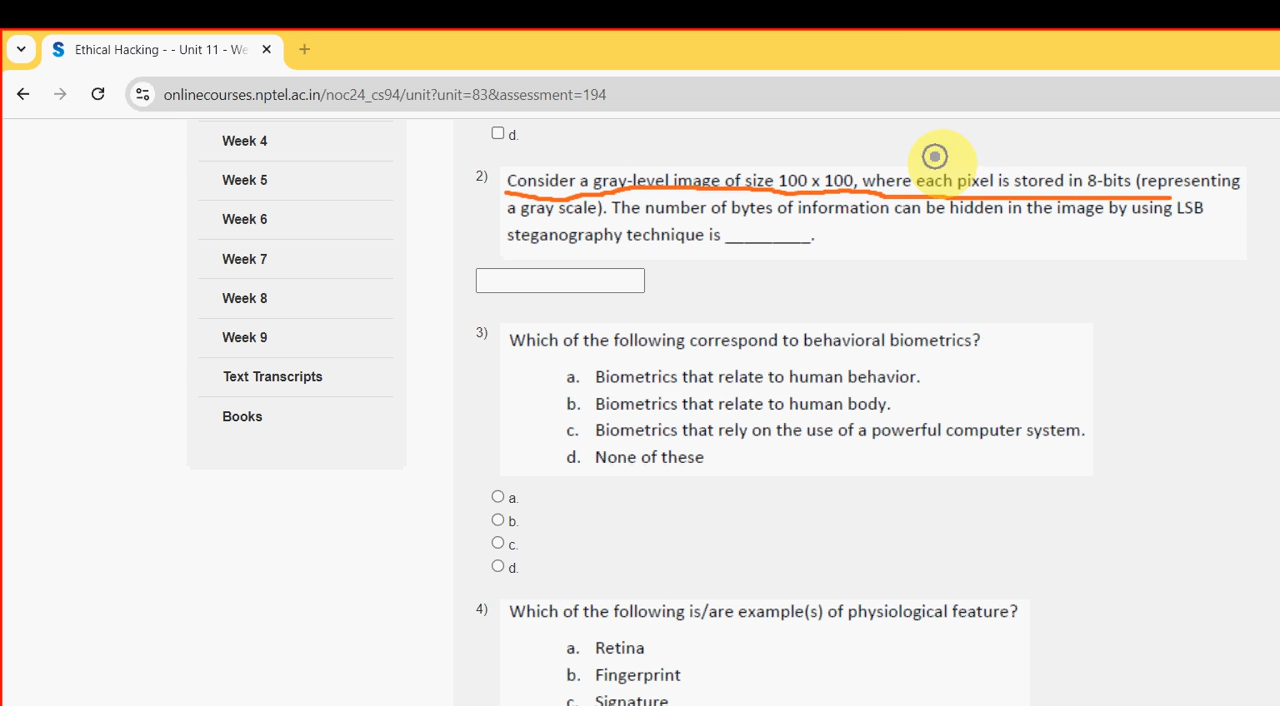 Ethical Hacking - - Unit 11 - We
onlinecourses.nptel.ac.in/noc24_cs94/unit?unit=83&assessment=194
Week 4
Week 5
Week 6
Week 7
Week 8
Week 9
Text Transcripts
Books
d.
2) Consider a gray-level image of size 100 x 100, where each pixel is stored in 8-bits (representing
a gray scale). The number of bytes of information can be hidden in the image by using LSB
steganography technique is _________.
3) Which of the following correspond to behavioral biometrics?
a. Biometrics that relate to human behavior.
b. Biometrics that relate to human body.
c. Biometrics that rely on the use of a powerful computer system.
d. None of these
a.
b.
c.
d.
4) Which of the following is/are example(s) of physiological feature?
a. Retina
b. Fingerprint
c. Signature